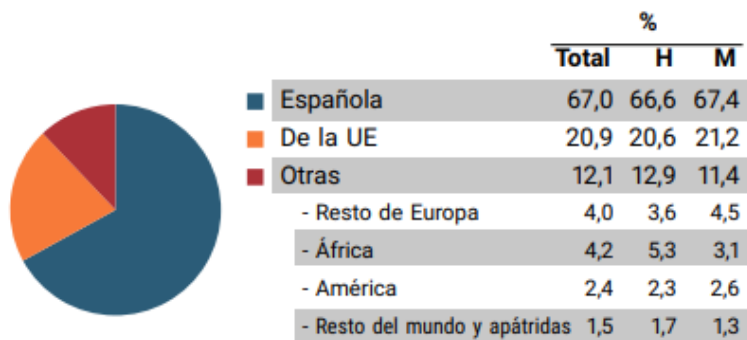 %
Total H M
Española 67,0 66,6 67,4
De la UE 20,9 20,6 21,2
Otras 12,1 12,9 11,4
- Resto de Europa 4,0 3,6 4,5
- África 4,2 5,3 3,1
- América 2,4 2,3 2,6
- Resto del mundo y apátridas 1,5 1,7 1,3